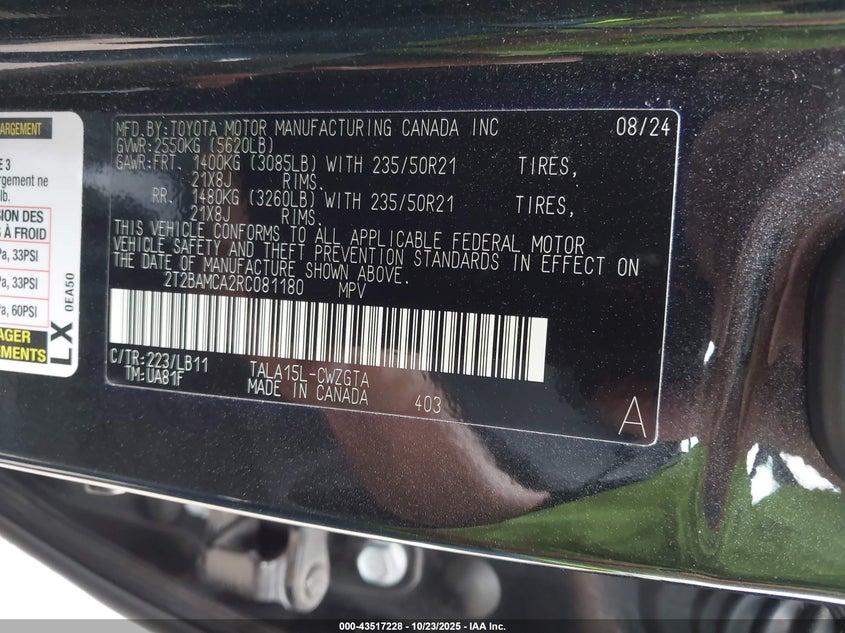 ARGEMENT
E 3
argement ne
lb.
SION DES
À FROID
Pa, 33PSI
Pa, 33PSI
a, 60PSI
AGER
EMENTS
LX
0EA50
MFD.BY:TOYOTA MOTOR MANUFACTURING CANADA INC 08/24
GVWR:2550KG (5620LB)
GAWR:FRT. 1400KG (3085LB) WITH 235/50R21 TIRES,
21X8J RIMS.
RR. 1480KG (3260LB) WITH 235/50R21 TIRES,
21X8J RIMS.
THIS VEHICLE CONFORMS TO ALL APPLICABLE FEDERAL MOTOR
VEHICLE SAFETY AND THEFT PREVENTION STANDARDS IN EFFECT ON
THE DATE OF MANUFACTURE SHOWN ABOVE.
2T2BAMCA2RC081180 MPV
C/TR:223/LB11 TALA15L-CWZGTA
TM:UA81F MADE IN CANADA 403
A
000-43517228 - 10/23/2025 - IAA Inc.